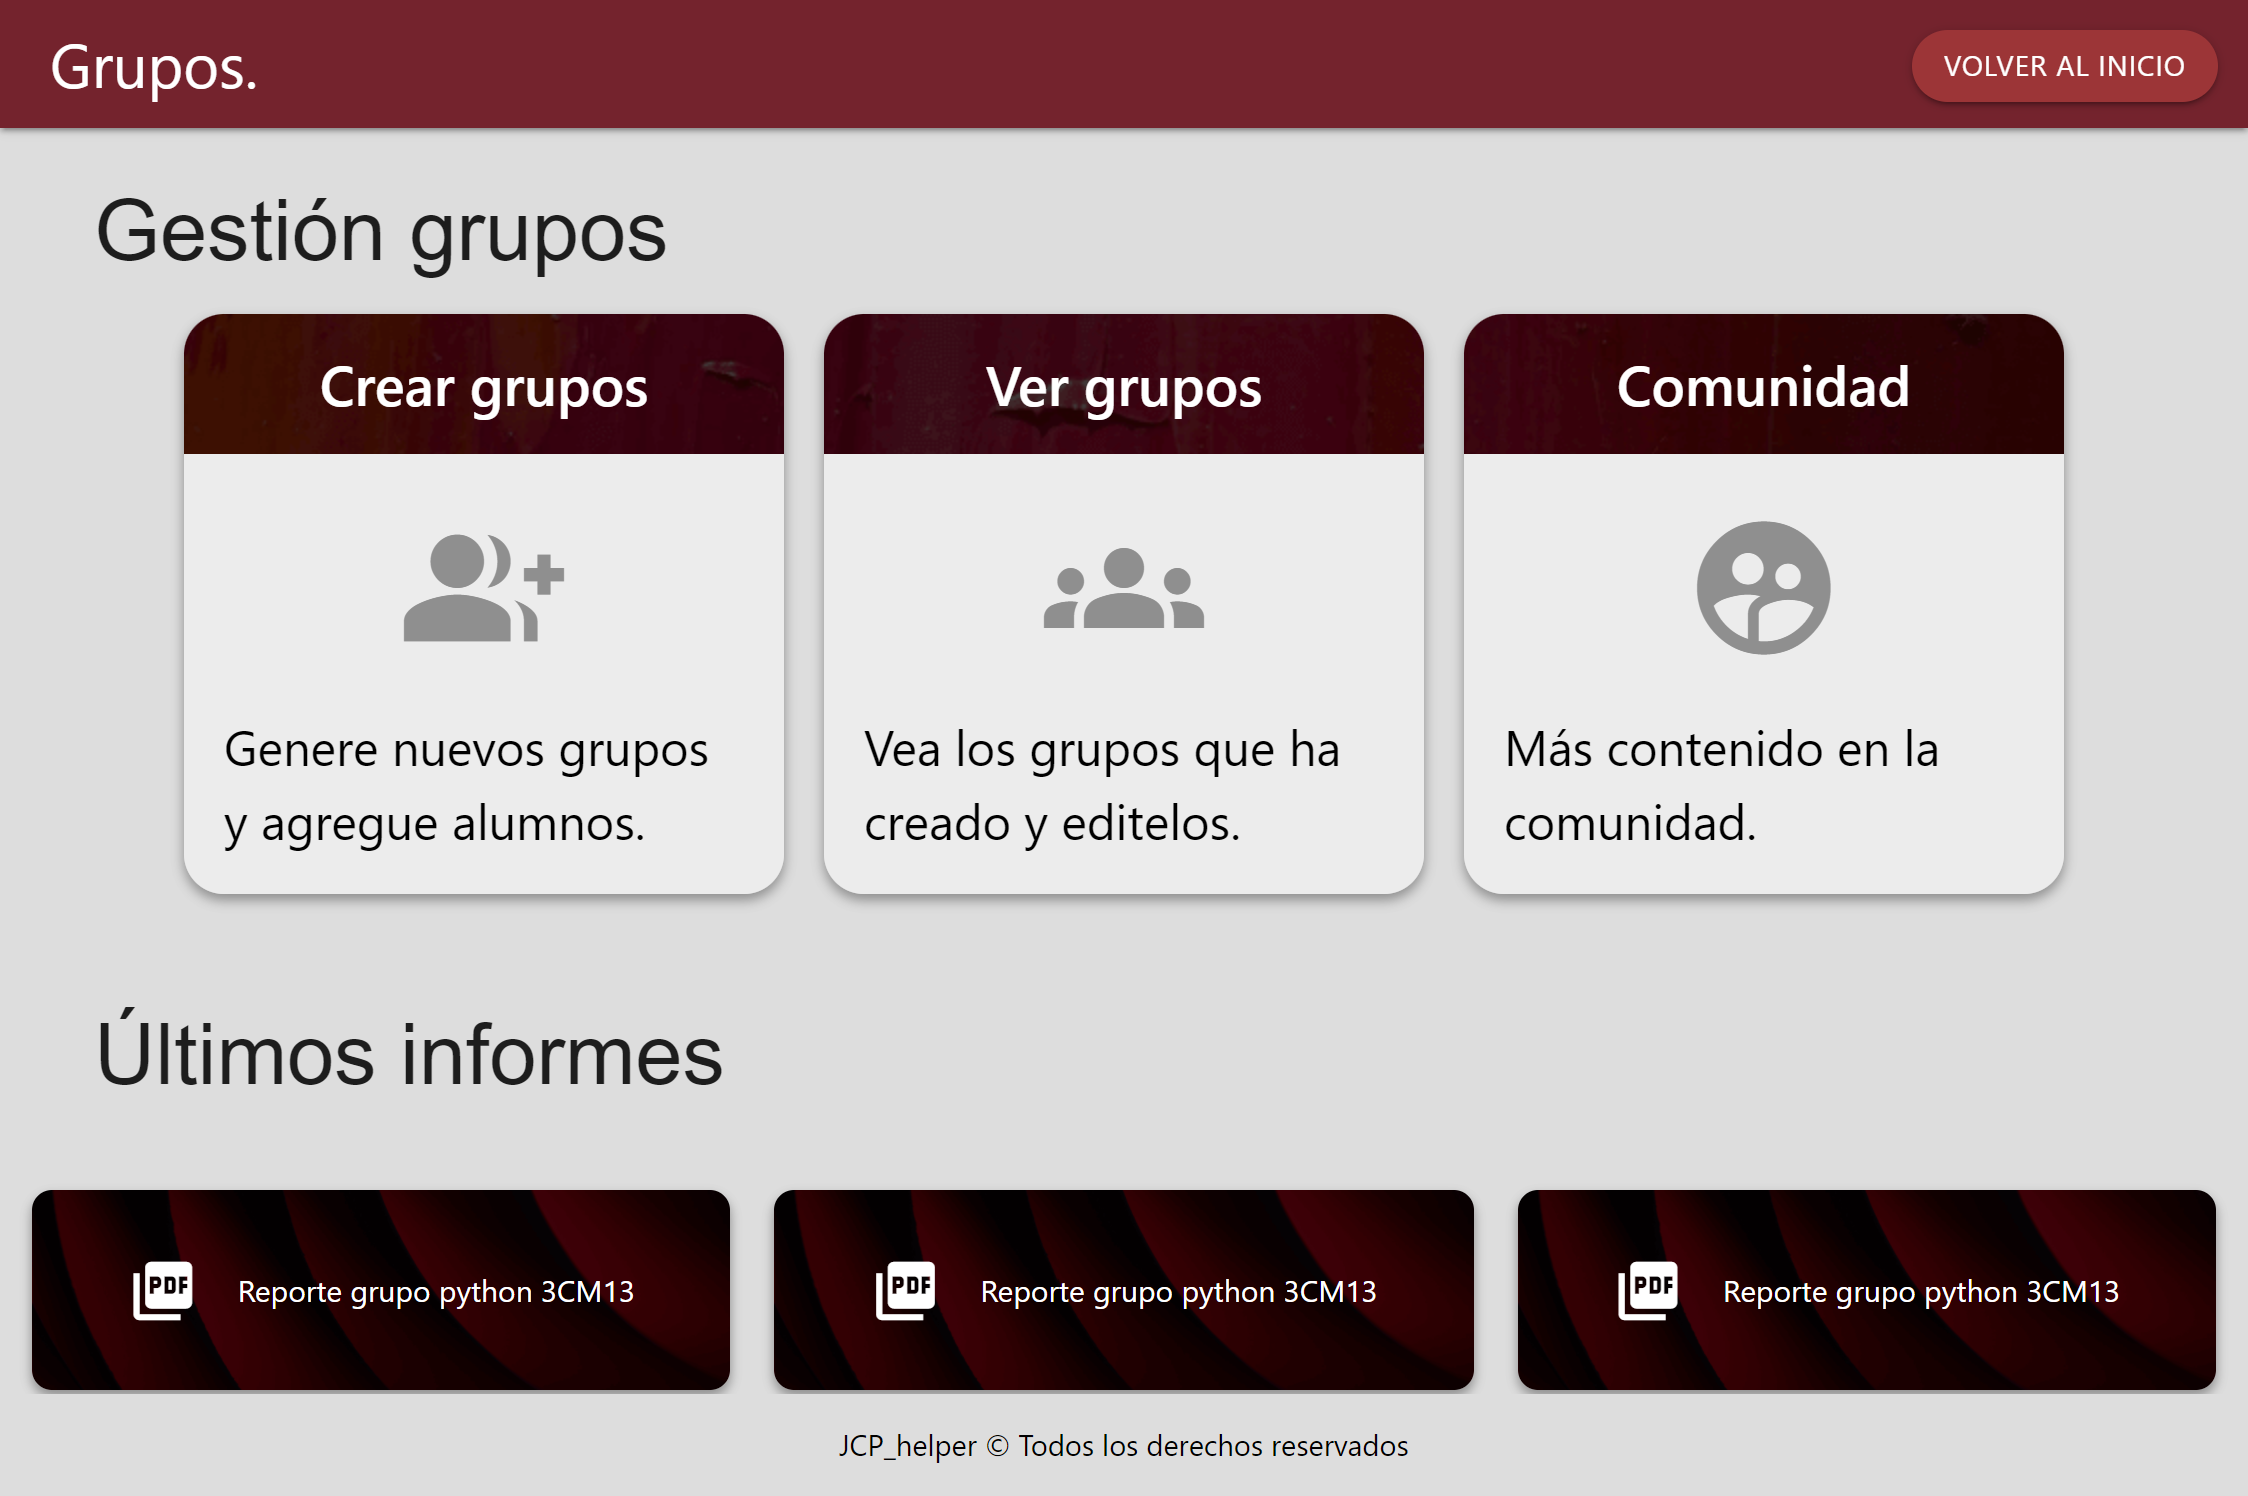 Grupos.
VOLVER AL INICIO
Gestión grupos
Crear grupos
Genere nuevos grupos
y agregue alumnos.
Ver grupos
Vea los grupos que ha
creado y editelos.
Comunidad
Más contenido en la
comunidad.
Últimos informes
PDF
Reporte grupo python 3CM13
PDF
Reporte grupo python 3CM13
PDF
Reporte grupo python 3CM13
JCP_helper © Todos los derechos reservados